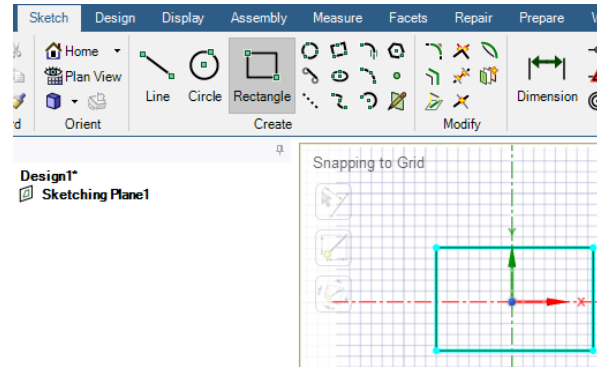 Sketch Design Display Assembly Measure Facets Repair Prepare
Home
Plan View
Line Circle Rectangle Dimension
Orient Create Modify
Snapping to Grid
Design1*
Sketching Plane1
Y
X